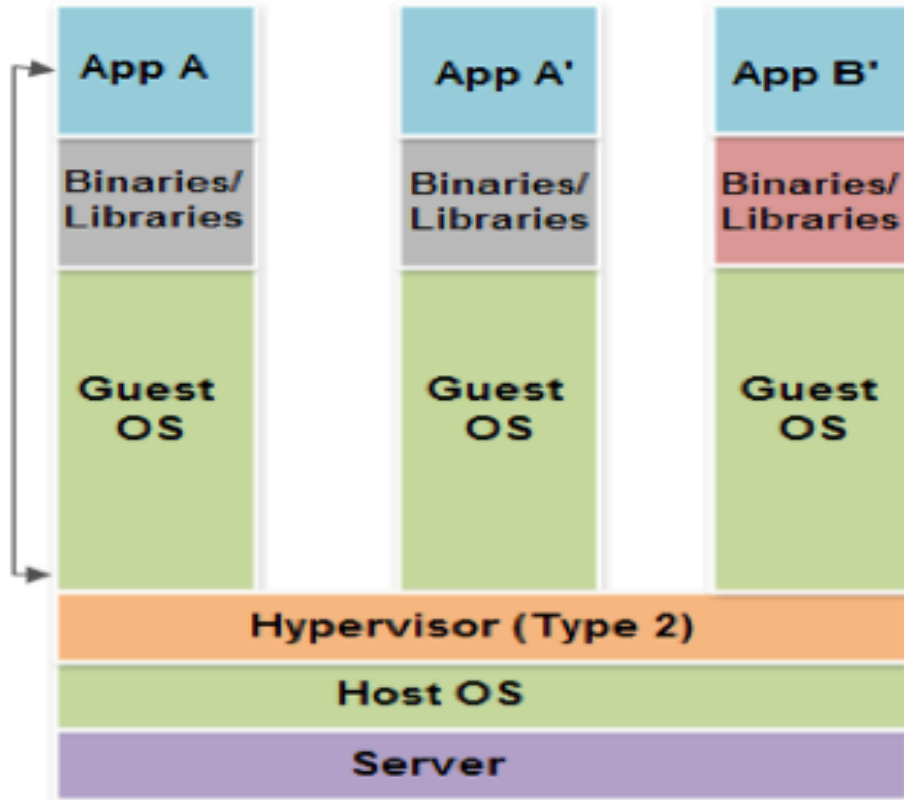 App A
App A'
App B'
Binaries/
Libraries
Binaries/
Libraries
Binaries/
Libraries
Guest
OS
Guest
OS
Guest
OS
Hypervisor (Type 2)
Host OS
Server